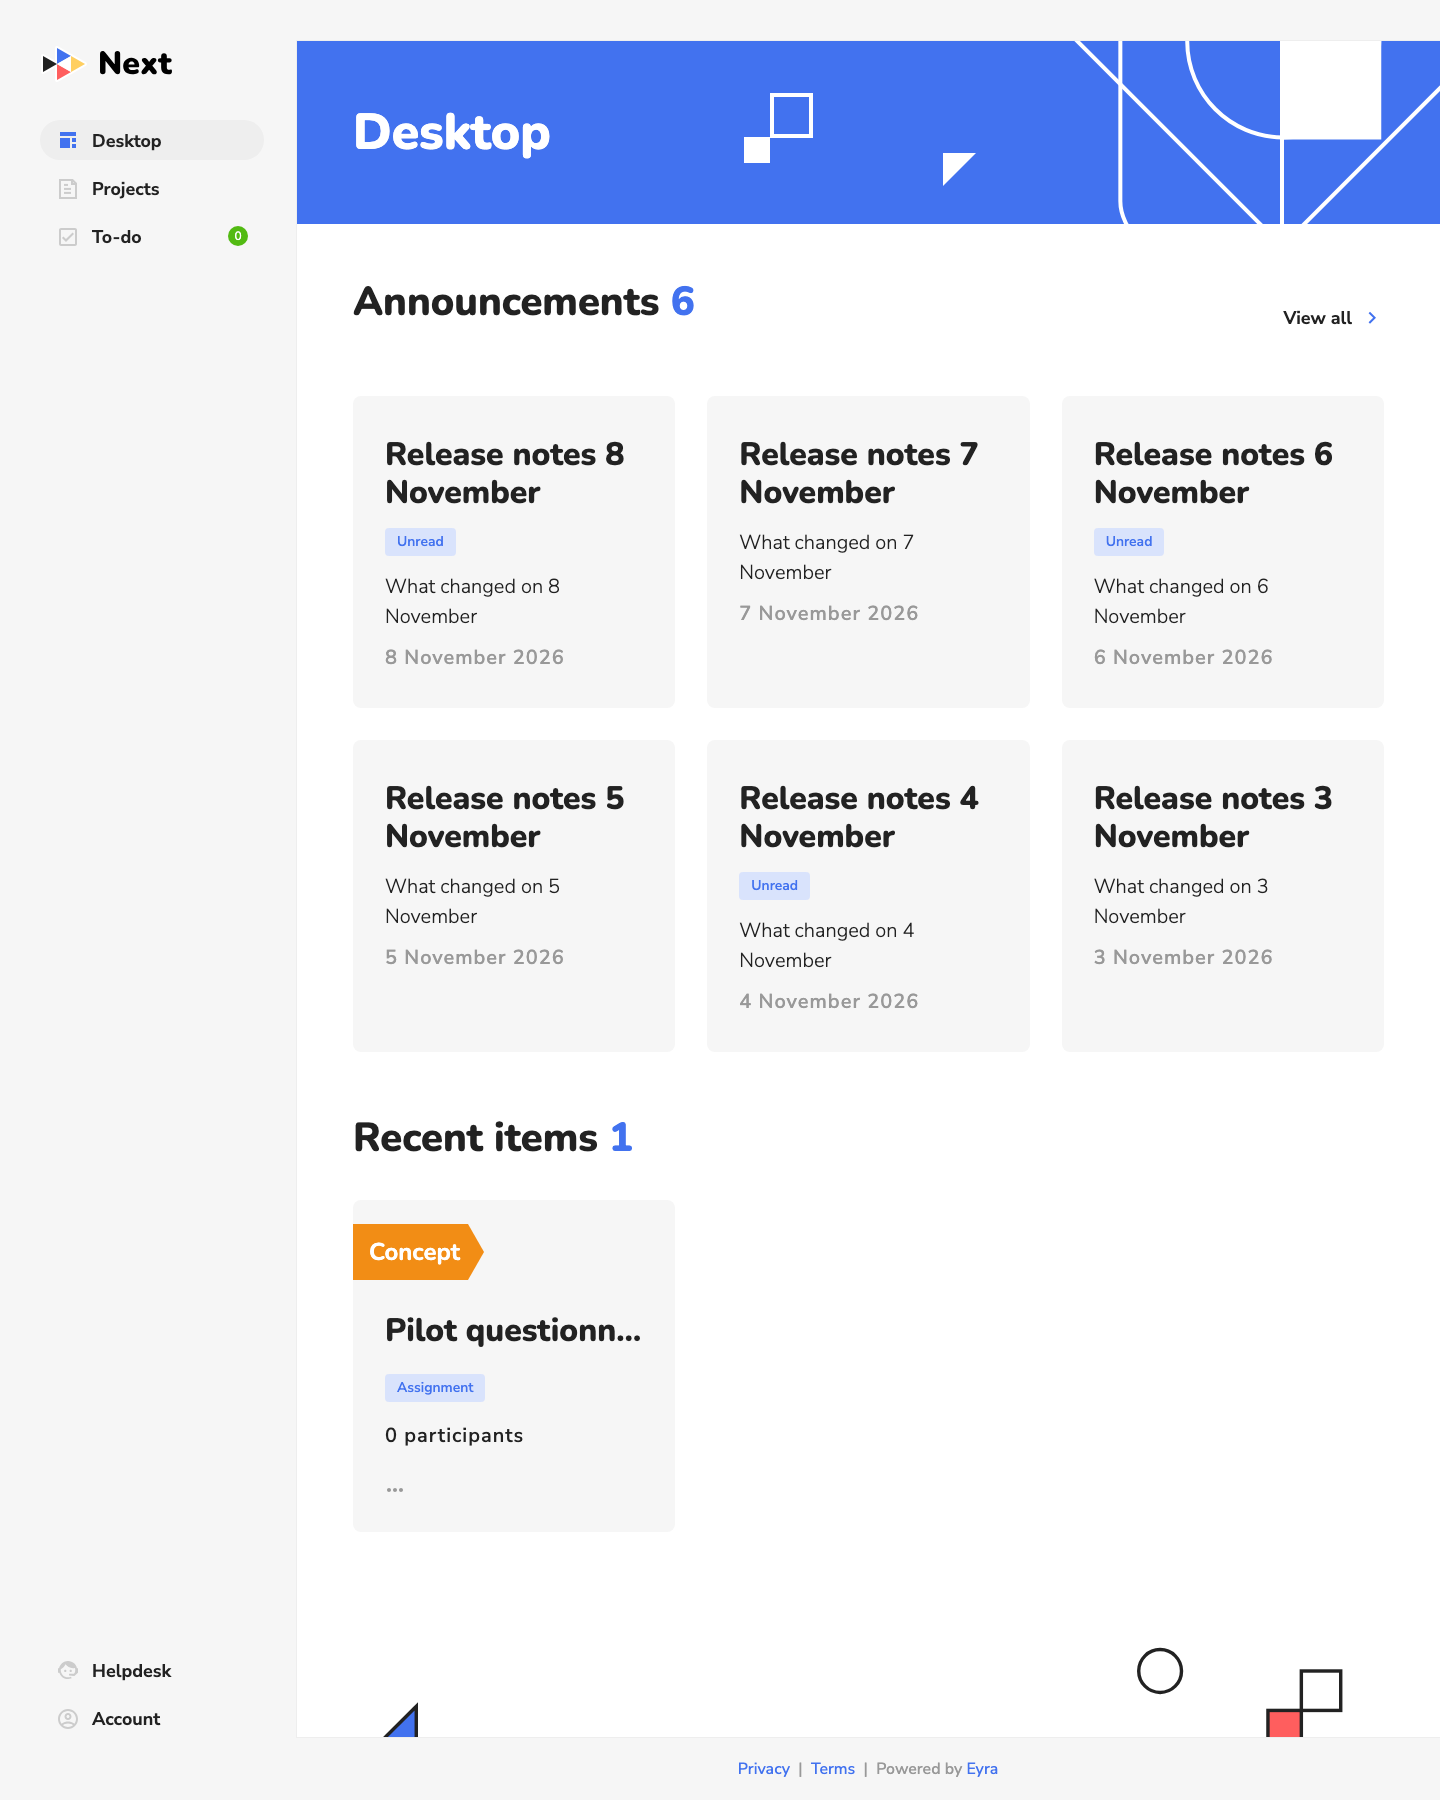 Next
Desktop
Projects
To-do 0
Desktop
Announcements 6
View all
Release notes 8
November
Unread
What changed on 8
November
8 November 2026
Release notes 7
November
What changed on 7
November
7 November 2026
Release notes 6
November
Unread
What changed on 6
November
6 November 2026
Release notes 5
November
What changed on 5
November
5 November 2026
Release notes 4
November
Unread
What changed on 4
November
4 November 2026
Release notes 3
November
What changed on 3
November
3 November 2026
Recent items 1
Concept
Pilot questionn...
Assignment
0 participants
...
Helpdesk
Account
Privacy | Terms | Powered by Eyra